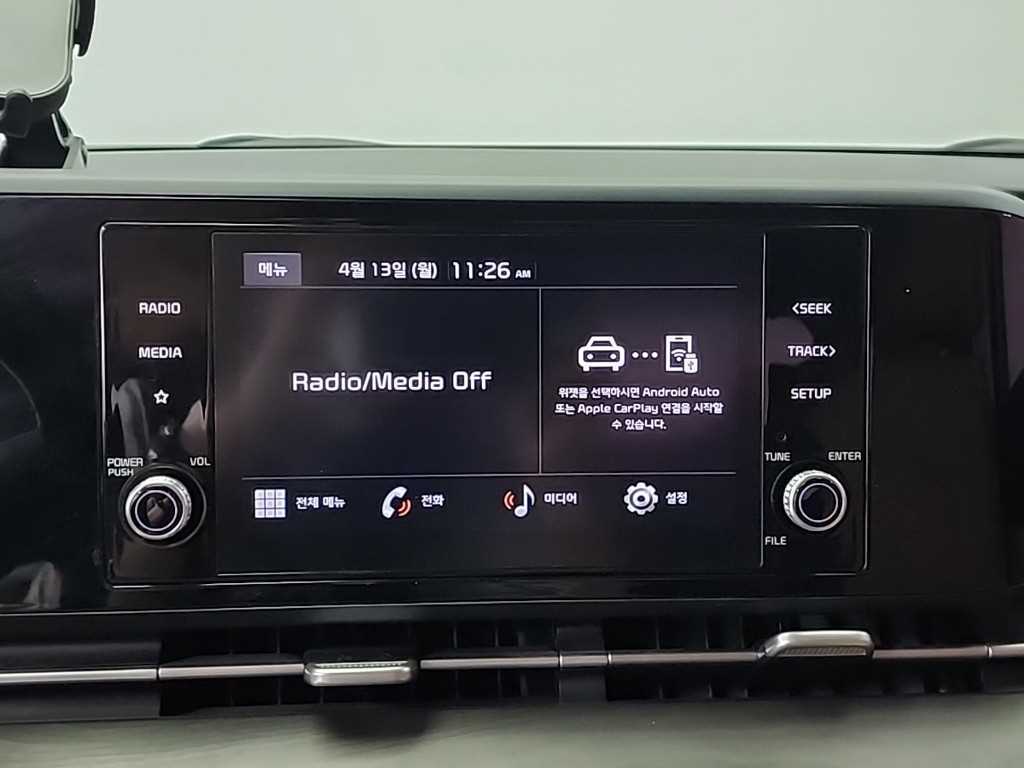 메뉴 4월 13일 (월) 11:26 AM
RADIO
MEDIA
POWER
PUSH
VOL
Radio/Media Off
위젯을 선택하시면 Android Auto
또는 Apple CarPlay 연결을 시작할
수 있습니다.
전체 메뉴 전화 미디어 설정
<SEEK
TRACK>
SETUP
TUNE ENTER
FILE